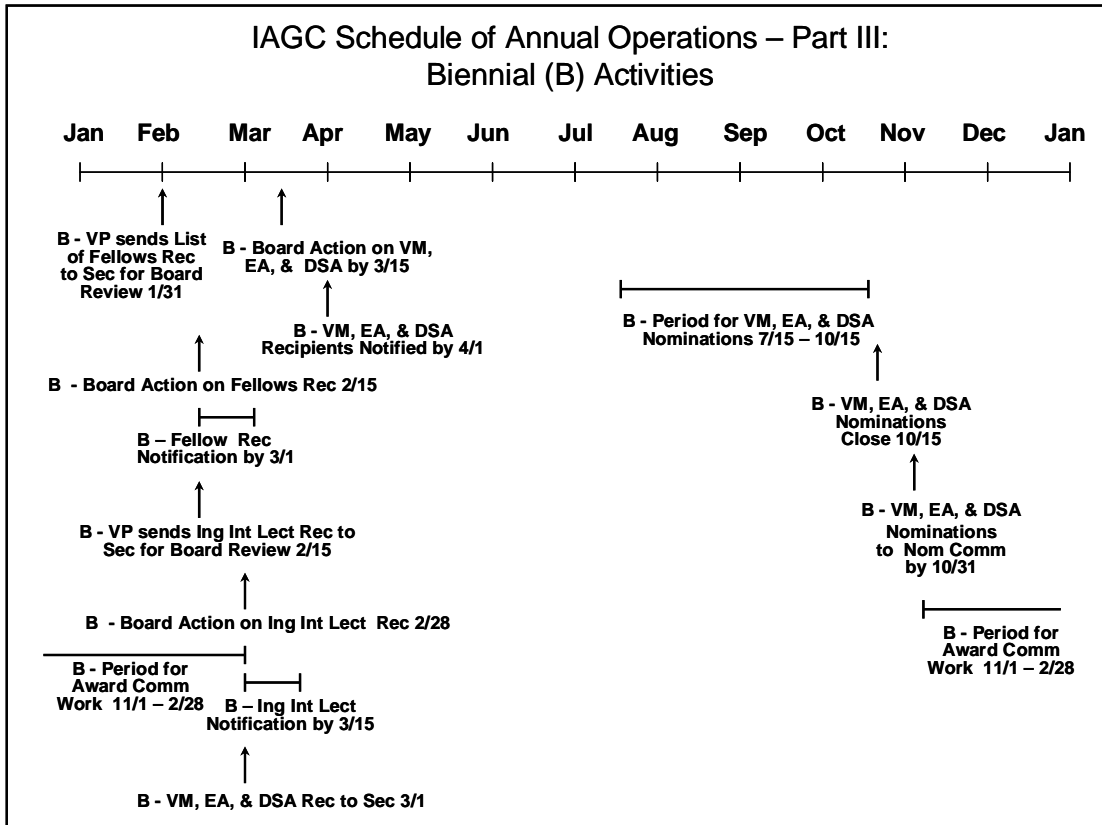 IAGC Schedule of Annual Operations – Part III:
Biennial (B) Activities
Jan Feb Mar Apr May Jun Jul Aug Sep Oct Nov Dec Jan
B - VP sends List
of Fellows Rec
to Sec for Board
Review 1/31
B - Board Action on VM,
EA, & DSA by 3/15
B - VM, EA, & DSA
Recipients Notified by 4/1
B - Board Action on Fellows Rec 2/15
B – Fellow Rec
Notification by 3/1
B - VP sends Ing Int Lect Rec to
Sec for Board Review 2/15
B - Board Action on Ing Int Lect Rec 2/28
B - Period for
Award Comm
Work 11/1 – 2/28
B – Ing Int Lect
Notification by 3/15
B - VM, EA, & DSA Rec to Sec 3/1
B - Period for VM, EA, & DSA
Nominations 7/15 – 10/15
B - VM, EA, & DSA
Nominations
Close 10/15
B - VM, EA, & DSA
Nominations
to Nom Comm
by 10/31
B - Period for
Award Comm
Work 11/1 – 2/28